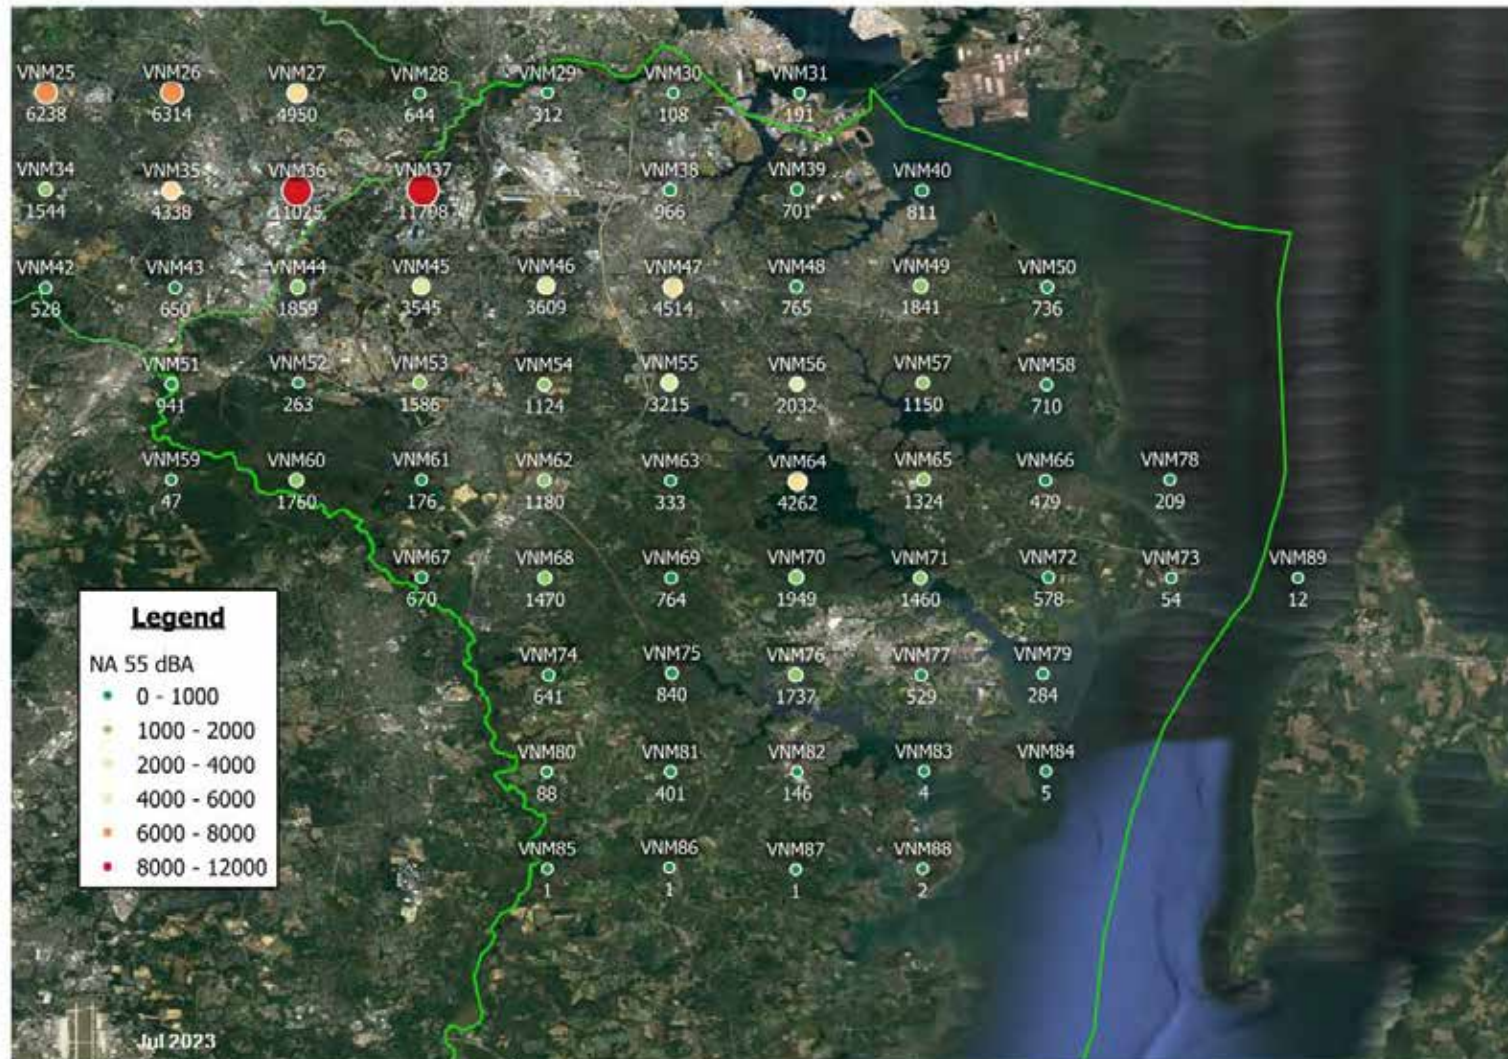 VNM25 VNM26 VNM27 VNM28 VNM29 VNM30 VNM31
6238 6314 4950 644 312 108 191
VNM34 VNM35 VNM36 VNM37 VNM38 VNM39 VNM40
1544 4338 11025 11798 966 701 811
VNM42 VNM43 VNM44 VNM45 VNM46 VNM47 VNM48 VNM49 VNM50
528 650 1859 3545 3609 4514 765 1841 736
VNM51 VNM52 VNM53 VNM54 VNM55 VNM56 VNM57 VNM58
941 263 1586 1124 3215 2032 1150 710
VNM59 VNM60 VNM61 VNM62 VNM63 VNM64 VNM65 VNM66 VNM78
47 1760 176 1180 333 4262 1324 479 209
VNM67 VNM68 VNM69 VNM70 VNM71 VNM72 VNM73 VNM89
670 1470 764 1949 1460 578 54 12
VNM74 VNM75 VNM76 VNM77 VNM79
641 840 1737 529 284
VNM80 VNM81 VNM82 VNM83 VNM84
88 401 146 4 5
VNM85 VNM86 VNM87 VNM88
1 1 1 2
Legend
NA 55 dBA
0 - 1000
1000 - 2000
2000 - 4000
4000 - 6000
6000 - 8000
8000 - 12000
Jul 2023